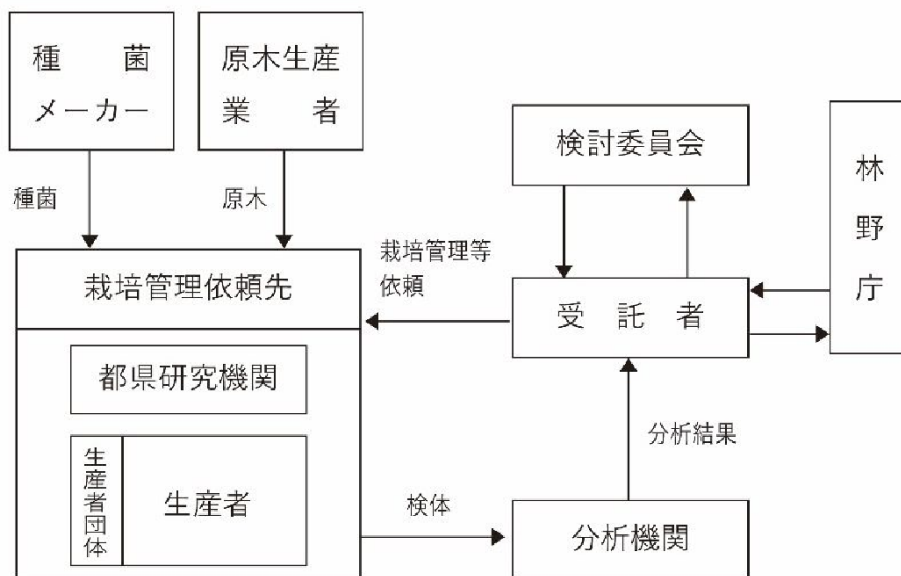 種　菌
メーカー
原木生産
業　者
種菌
原木
検討委員会
林野庁
栽培管理等
依頼
栽培管理依頼先
受　託　者
都県研究機関
生産者団体
生産者
分析結果
検体
分析機関